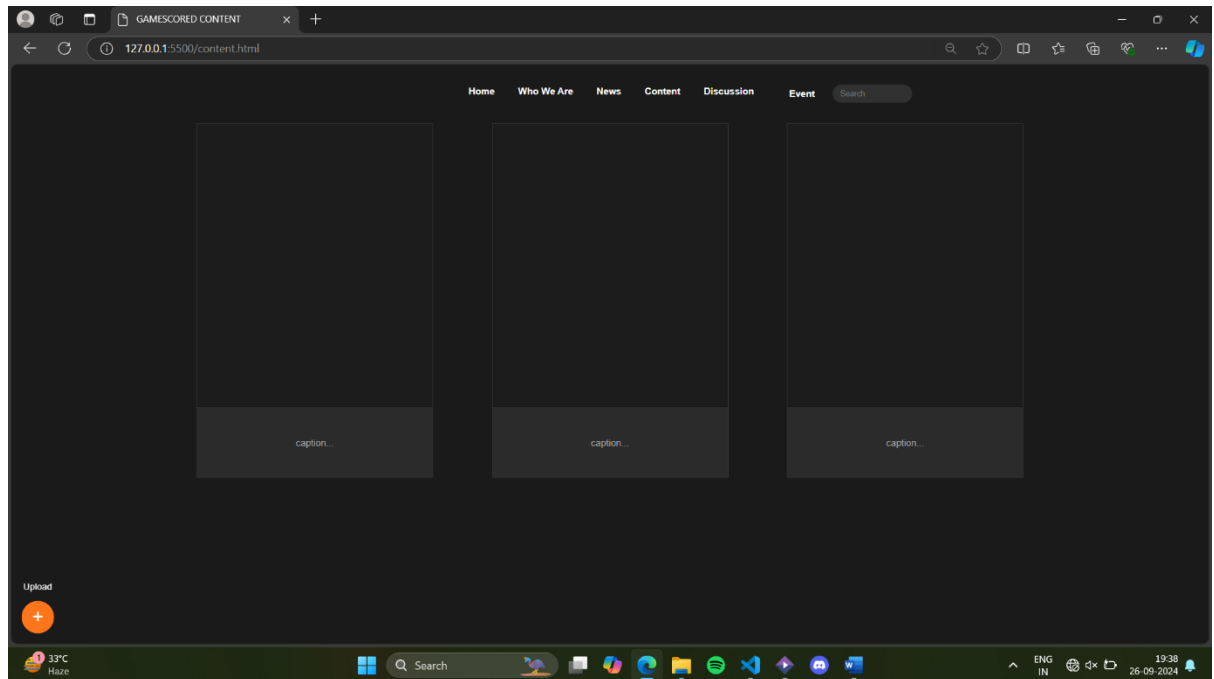 GAMESCORED CONTENT
127.0.0.1:5500/content.html
Home Who We Are News Content Discussion Event Search
caption... caption... caption...
Upload
+
1 33°C
Haze
Search
ENG
IN
19:38
26-09-2024